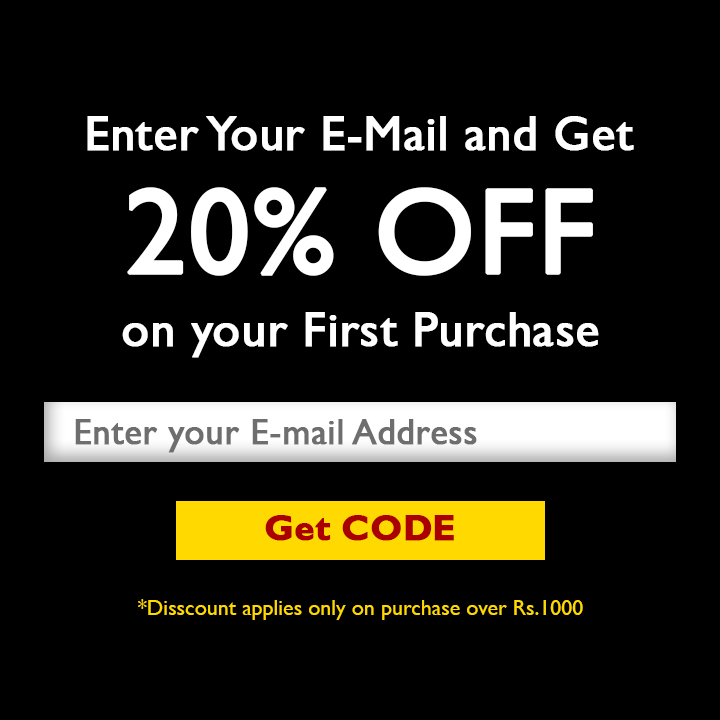 Enter Your E-Mail and Get
20% OFF
on your First Purchase
Enter your E-mail Address
Get CODE
*Disscount applies only on purchase over Rs.1000